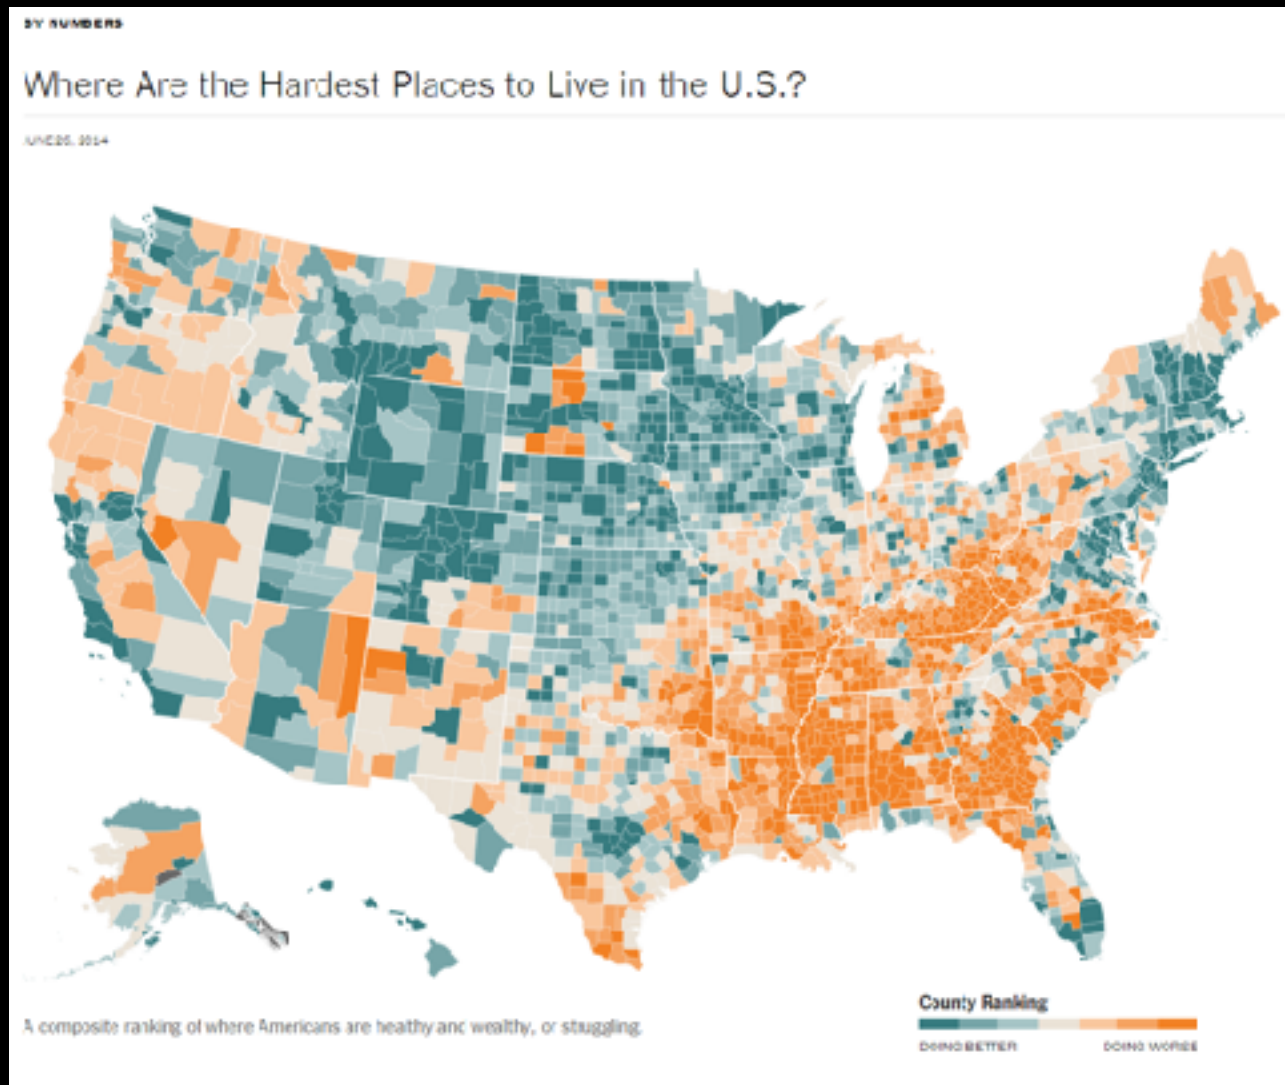 BY NUMBERS
Where Are the Hardest Places to Live in the U.S.?
JUNE 26, 2014
A composite ranking of where Americans are healthy and wealthy, or struggling.
County Ranking
DOING BETTER
DOING WORSE